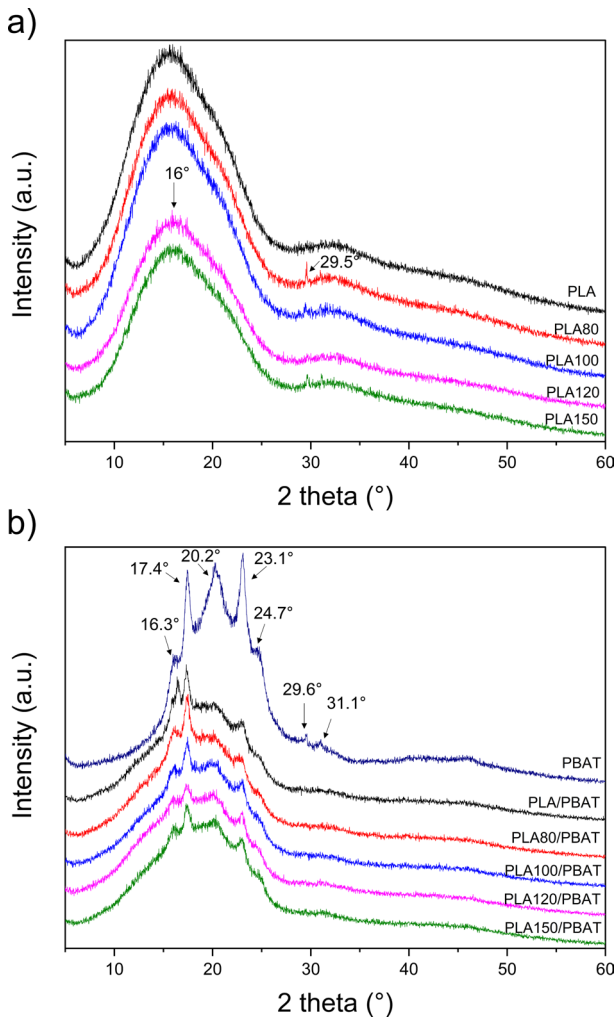 a)
Intensity (a.u.)
16°
29.5°
PLA
PLA80
PLA100
PLA120
PLA150
10 20 30 40 50 60
2 theta (°)
b)
Intensity (a.u.)
20.2°
23.1°
17.4°
24.7°
16.3°
29.6°
31.1°
PBAT
PLA/PBAT
PLA80/PBAT
PLA100/PBAT
PLA120/PBAT
PLA150/PBAT
10 20 30 40 50 60
2 theta (°)